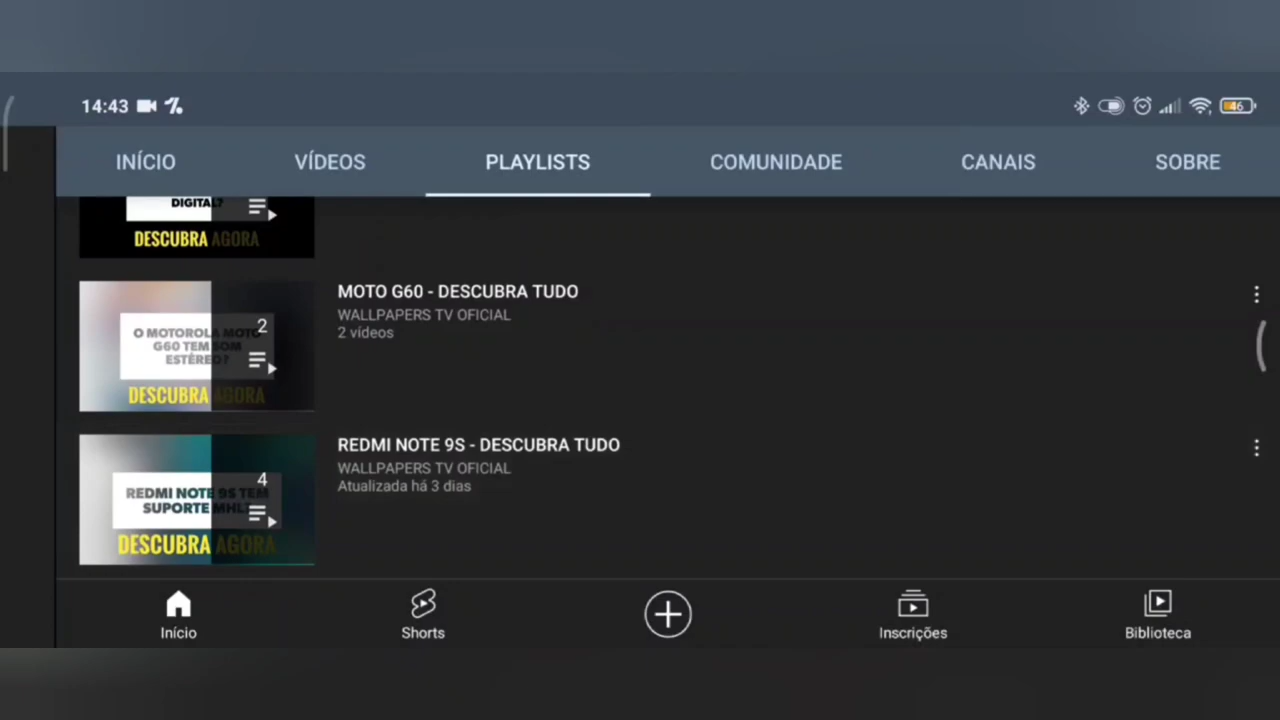 14:43
46
INÍCIO VÍDEOS PLAYLISTS COMUNIDADE CANAIS SOBRE
DIGITAL?
DESCUBRA AGORA
MOTO G60 - DESCUBRA TUDO
WALLPAPERS TV OFICIAL
2 vídeos
2
O MOTOROLA MOTO
G60 TEM SOM
ESTÉREO?
DESCUBRA AGORA
REDMI NOTE 9S - DESCUBRA TUDO
WALLPAPERS TV OFICIAL
Atualizada há 3 dias
4
REDMI NOTE 9S TEM
SUPORTE MHL?
DESCUBRA AGORA
Início Shorts Inscrições Biblioteca